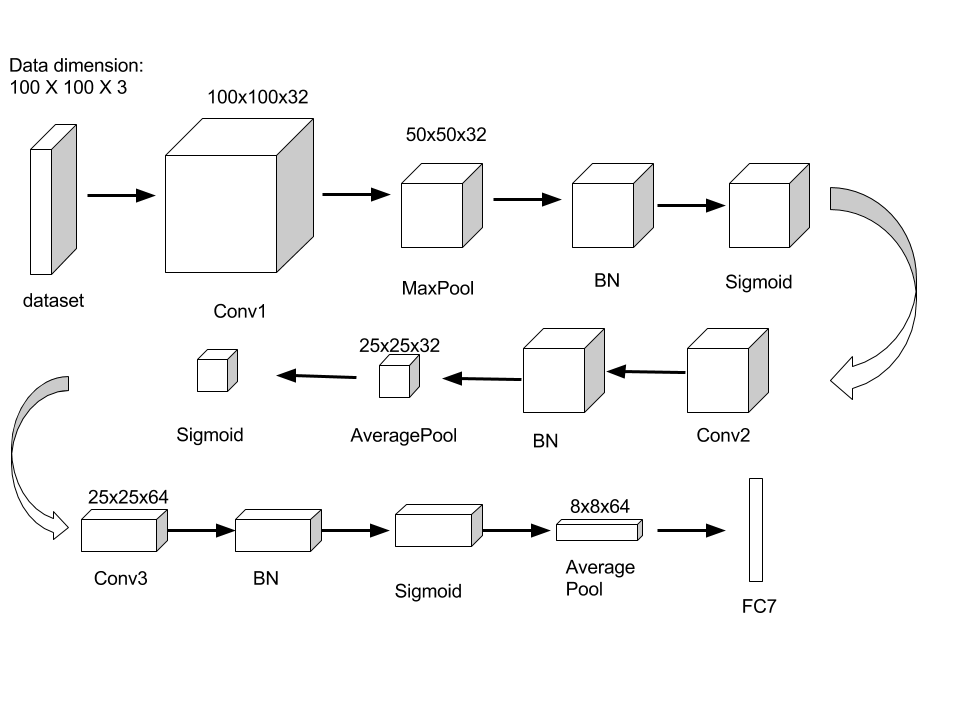 Data dimension:
100 X 100 X 3
100x100x32
50x50x32
dataset
Conv1
MaxPool
BN
Sigmoid
25x25x32
Sigmoid
AveragePool
BN
Conv2
25x25x64
8x8x64
Conv3
BN
Sigmoid
Average
Pool
FC7